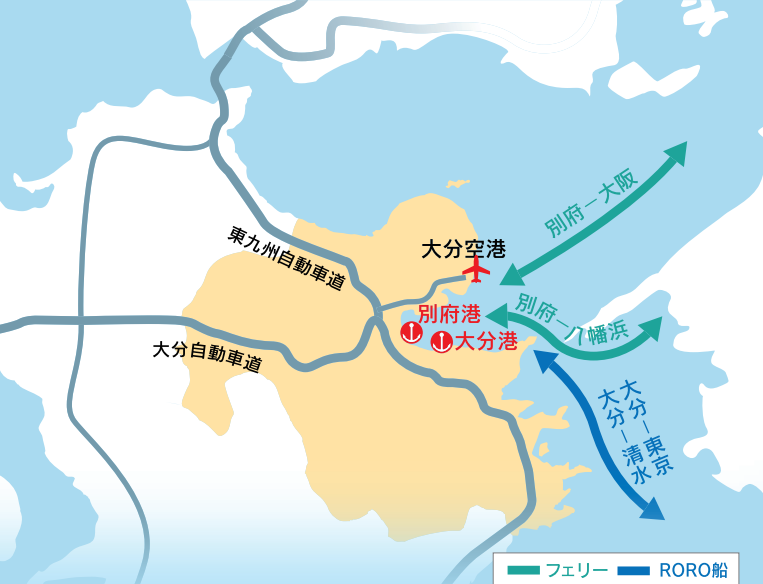 東九州自動車道
大分空港
別府－大阪
別府港
大分港
別府－八幡浜
大分自動車道
大分－東京
大分－清水
フェリー
RORO船